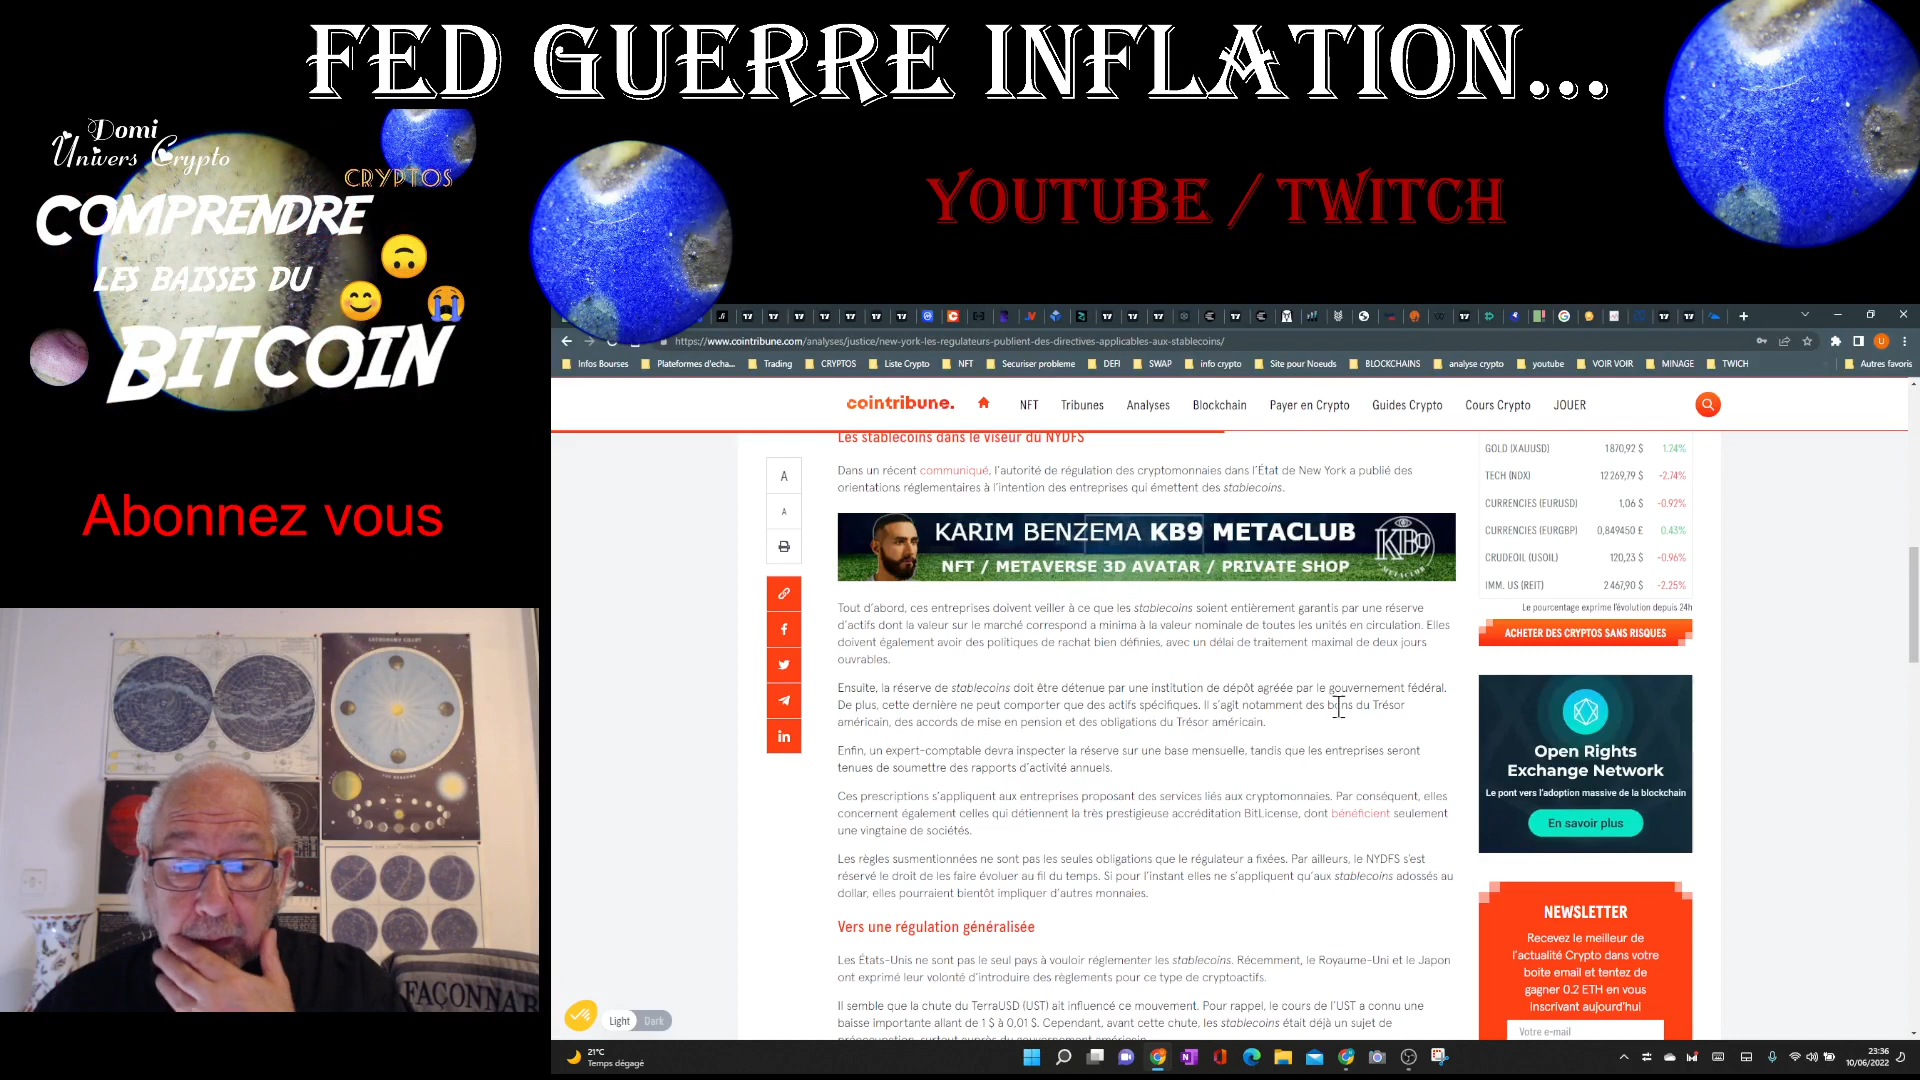 FED GUERRE INFLATION...
Domi
Univers Crypto
CRYPTOS
COMPRENDRE
LES BAISSES DU
BITCOIN
YOUTUBE / TWITCH
Abonnez vous
FAÇONNAR
https://www.cointribune.com/analyses/justice/new-york-les-regulateurs-publient-des-directives-applicables-aux-stablecoins/
Infos Bourses Plateformes d'echa... Trading CRYPTOS Liste Crypto NFT Securiser probleme DEFI SWAP info crypto Site pour Noeuds BLOCKCHAINS analyse crypto youtube VOIR VOIR MINAGE TWICH Autres favoris
cointribune. NFT Tribunes Analyses Blockchain Payer en Crypto Guides Crypto Cours Crypto JOUER
Les stablecoins dans le viseur du NYDFS
Dans un récent communiqué, l'autorité de régulation des cryptomonnaies dans l'État de New York a publié des
orientations réglementaires à l'intention des entreprises qui émettent des stablecoins.
KARIM BENZEMA KB9 METACLUB
NFT / METAVERSE 3D AVATAR / PRIVATE SHOP
KB9
Tout d'abord, ces entreprises doivent veiller à ce que les stablecoins soient entièrement garantis par une réserve
d'actifs dont la valeur sur le marché correspond a minima à la valeur nominale de toutes les unités en circulation. Elles
doivent également avoir des politiques de rachat bien définies, avec un délai de traitement maximal de deux jours
ouvrables.
Ensuite, la réserve de stablecoins doit être détenue par une institution de dépôt agréée par le gouvernement fédéral.
De plus, cette dernière ne peut comporter que des actifs spécifiques. Il s'agit notamment des bons du Trésor
américain, des accords de mise en pension et des obligations du Trésor américain.
Enfin, un expert-comptable devra inspecter la réserve sur une base mensuelle, tandis que les entreprises seront
tenues de soumettre des rapports d'activité annuels.
Ces prescriptions s'appliquent aux entreprises proposant des services liés aux cryptomonnaies. Par conséquent, elles
concernent également celles qui détiennent la très prestigieuse accréditation BitLicense, dont bénéficient seulement
une vingtaine de sociétés.
Les règles susmentionnées ne sont pas les seules obligations que le régulateur a fixées. Par ailleurs, le NYDFS s'est
réservé le droit de les faire évoluer au fil du temps. Si pour l'instant elles ne s'appliquent qu'aux stablecoins adossés au
dollar, elles pourraient bientôt impliquer d'autres monnaies.
Vers une régulation généralisée
Les États-Unis ne sont pas le seul pays à vouloir réglementer les stablecoins. Récemment, le Royaume-Uni et le Japon
ont exprimé leur volonté d'introduire des règlements pour ce type de cryptoactifs.
Il semble que la chute du TerraUSD (UST) ait influencé ce mouvement. Pour rappel, le cours de l'UST a connu une
baisse importante allant de 1 $ à 0,01 $. Cependant, avant cette chute, les stablecoins était déjà un sujet de
A
A
GOLD (XAUUSD) 1870,92 $ 1.24%
TECH (NDX) 12 269,79 $ -2.74%
CURRENCIES (EURUSD) 1,06 $ -0.92%
CURRENCIES (EURGBP) 0,849450 £ 0.43%
CRUDEOIL (USOIL) 120,23 $ -0.96%
IMM. US (REIT) 2 467,90 $ -2.25%
Le pourcentage exprime l'évolution depuis 24h
ACHETER DES CRYPTOS SANS RISQUES
Open Rights
Exchange Network
Le pont vers l'adoption massive de la blockchain
En savoir plus
NEWSLETTER
Recevez le meilleur de
l'actualité Crypto dans votre
boite email et tentez de
gagner 0.2 ETH en vous
inscrivant aujourd'hui
Votre e-mail
Light Dark
21°C
Temps dégagé
23:36
10/06/2022